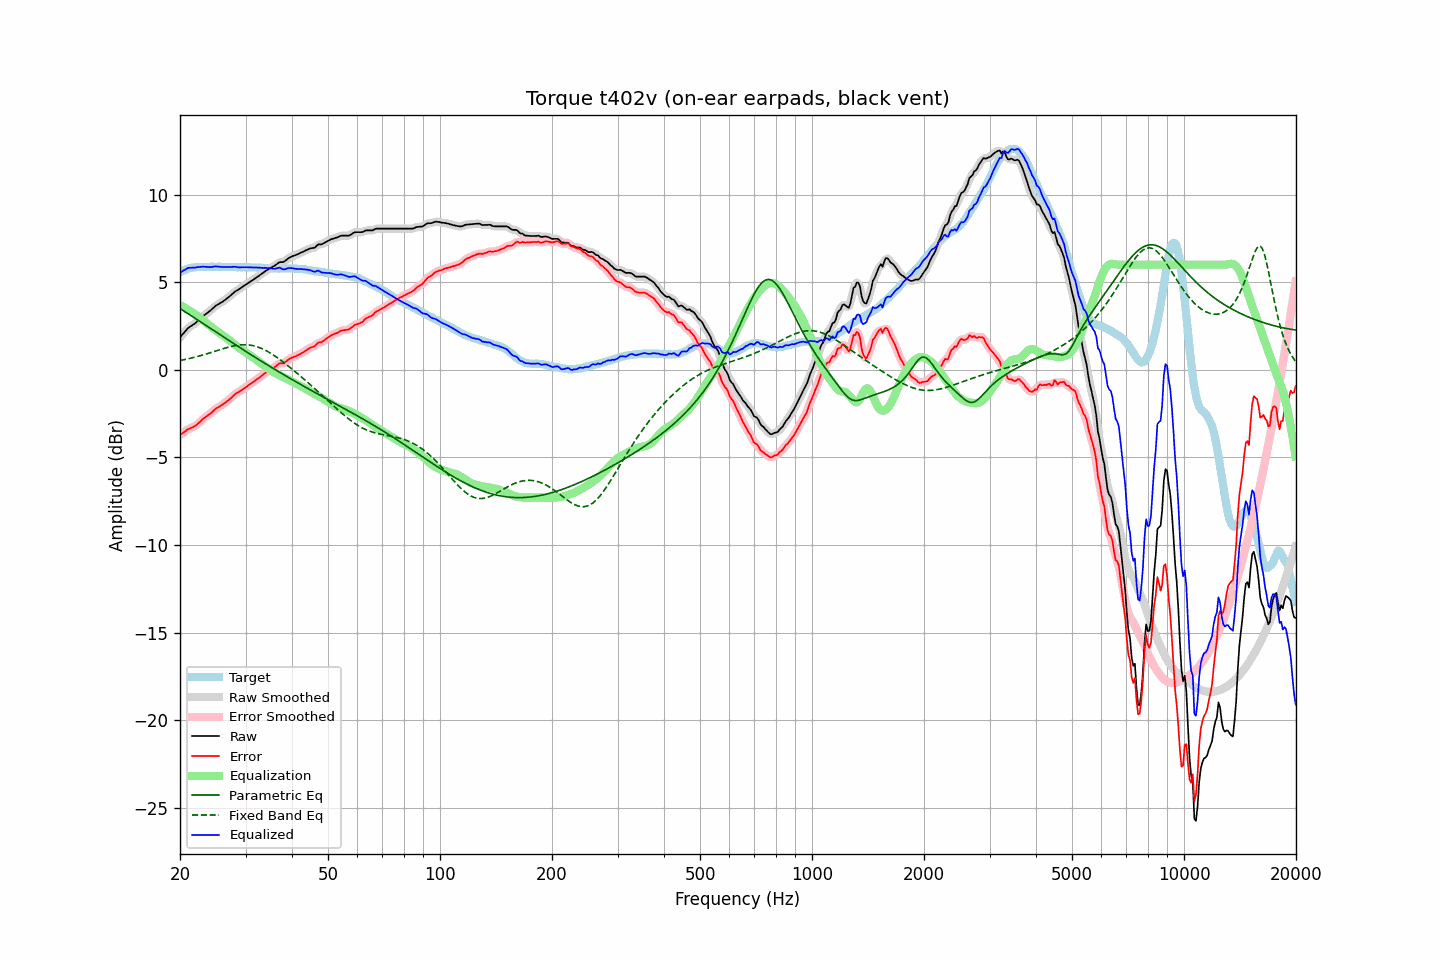 Torque t402v (on-ear earpads, black vent)
Amplitude (dBr)
10
5
0
−5
−10
−15
−20
−25
Target
Raw Smoothed
Error Smoothed
Raw
Error
Equalization
Parametric Eq
Fixed Band Eq
Equalized
20 50 100 200 500 1000 2000 5000 10000 20000
Frequency (Hz)